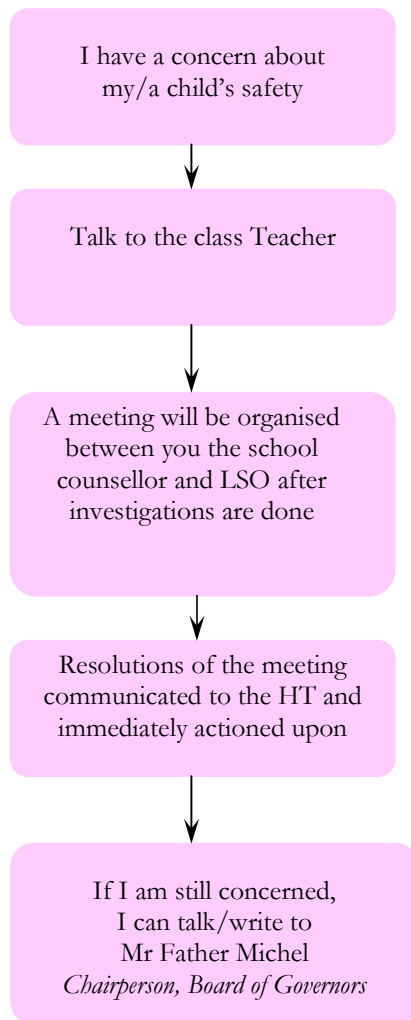 I have a concern about
my/a child's safety
Talk to the class Teacher
A meeting will be organised
between you the school
counsellor and LSO after
investigations are done
Resolutions of the meeting
communicated to the HT and
immediately actioned upon
If I am still concerned,
I can talk/write to
Mr Father Michel
Chairperson, Board of Governors